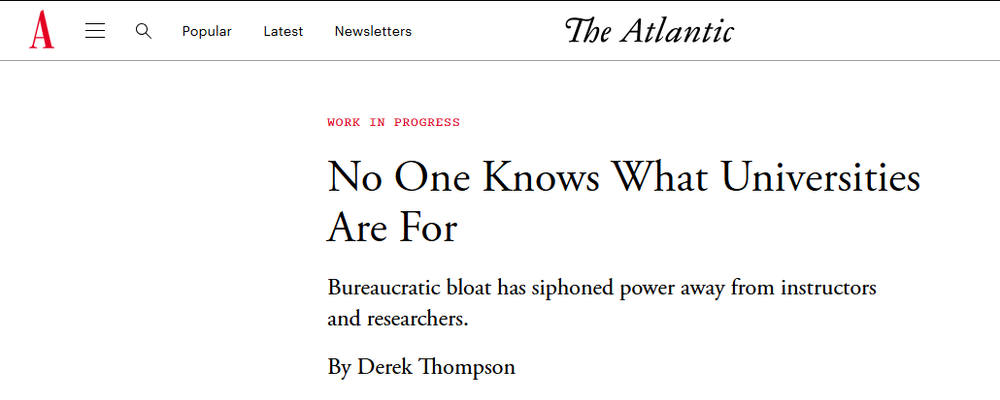 A Popular Latest Newsletters The Atlantic
WORK IN PROGRESS
No One Knows What Universities
Are For
Bureaucratic bloat has siphoned power away from instructors
and researchers.
By Derek Thompson